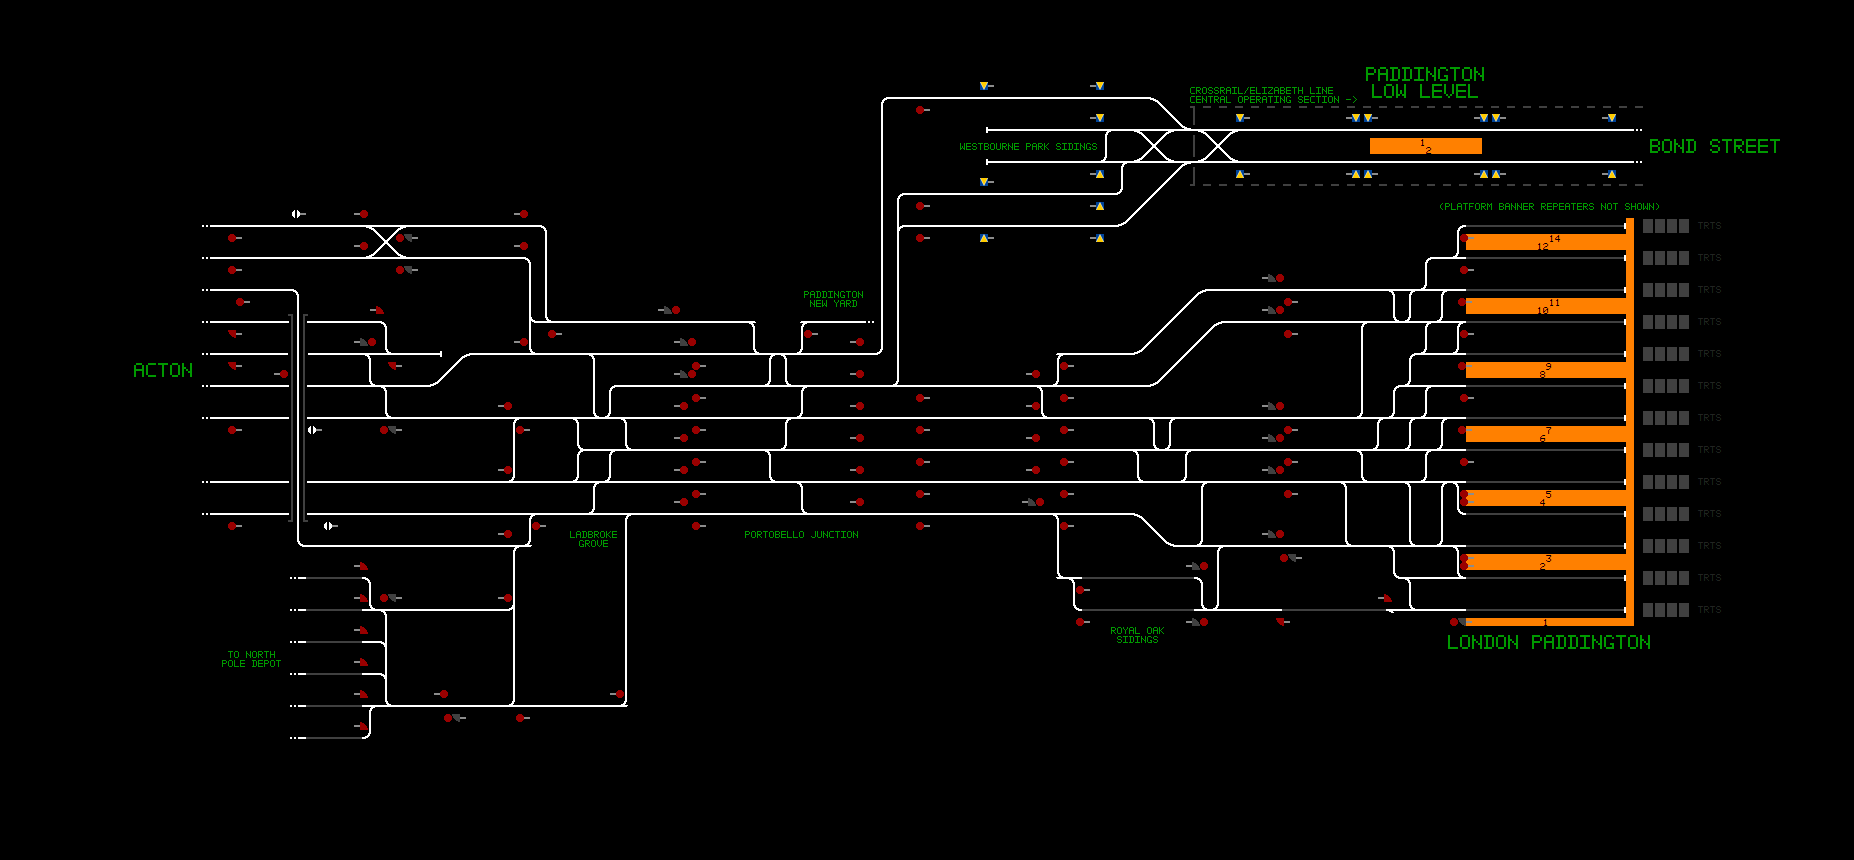 PADDINGTON
LOW LEVEL
CROSSRAIL/ELIZABETH LINE
CENTRAL OPERATING SECTION ->
WESTBOURNE PARK SIDINGS
1
2
BOND STREET
(PLATFORM BANNER REPEATERS NOT SHOWN)
TRTS
14
12
TRTS
TRTS
PADDINGTON
NEW YARD
11
10
TRTS
TRTS
ACTON
9
8
TRTS
TRTS
7
6
TRTS
TRTS
5
4
TRTS
LADBROKE
GROVE
PORTOBELLO JUNCTION
TRTS
3
2
TRTS
TRTS
1
ROYAL OAK
SIDINGS
LONDON PADDINGTON
TO NORTH
POLE DEPOT